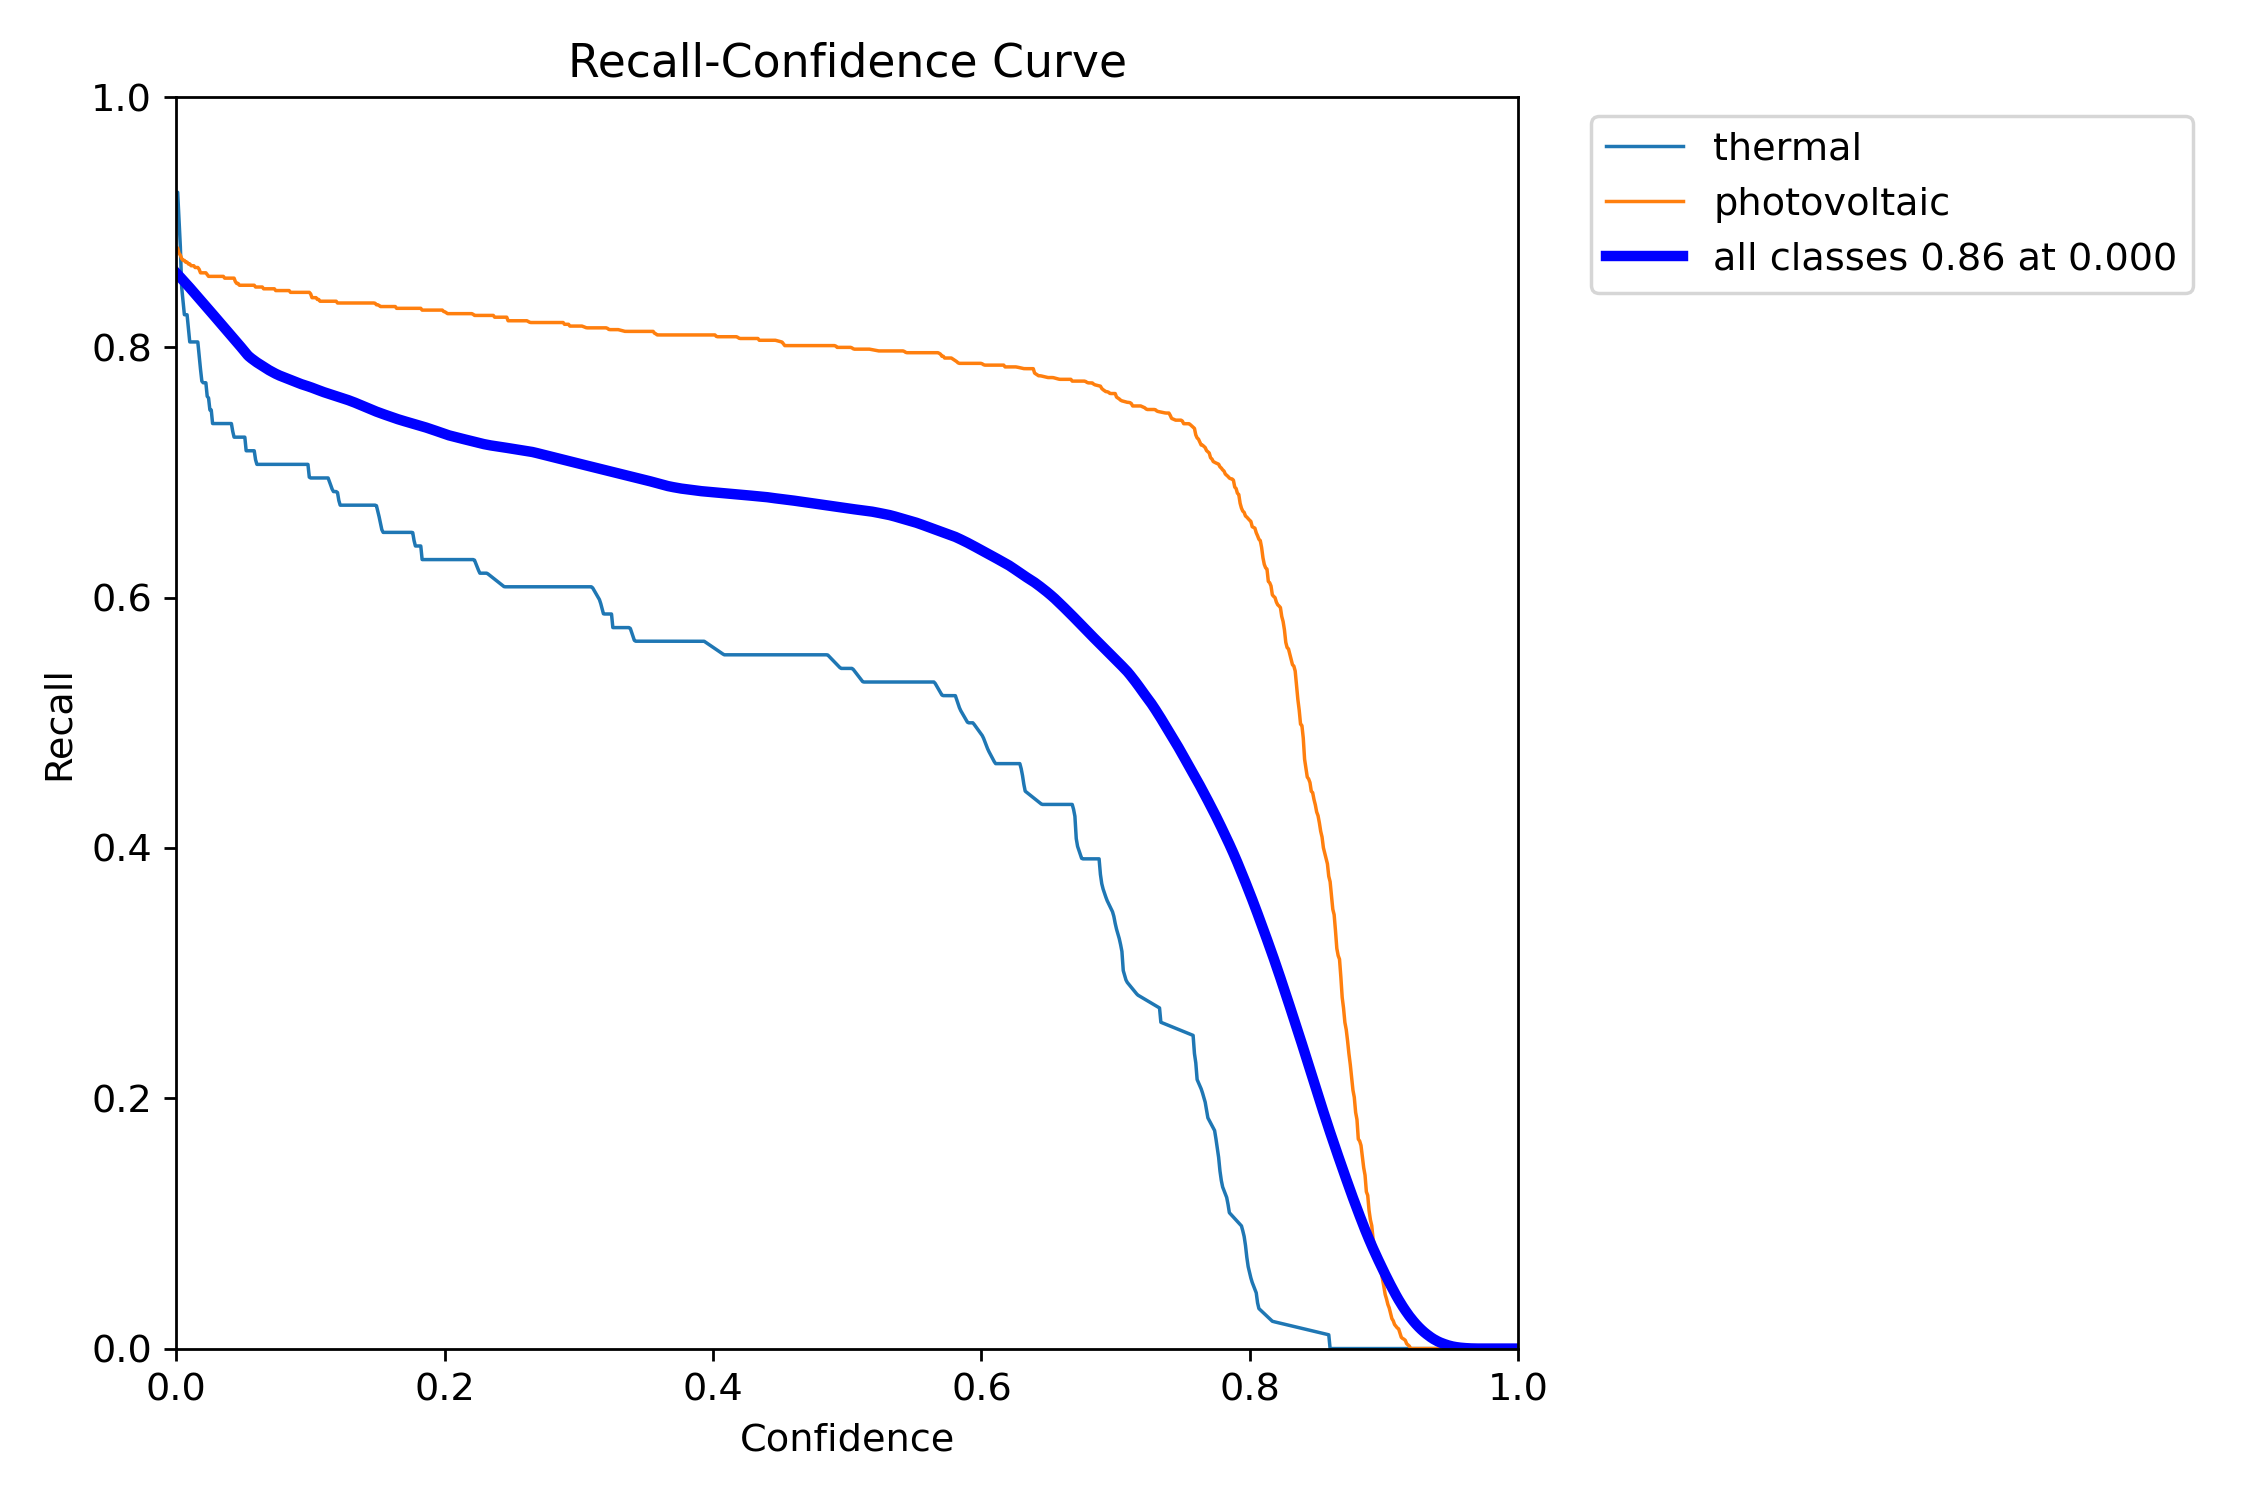 Recall-Confidence Curve
1.0
0.8
0.6
0.4
0.2
0.0
Recall
0.0 0.2 0.4 0.6 0.8 1.0
Confidence
thermal
photovoltaic
all classes 0.86 at 0.000